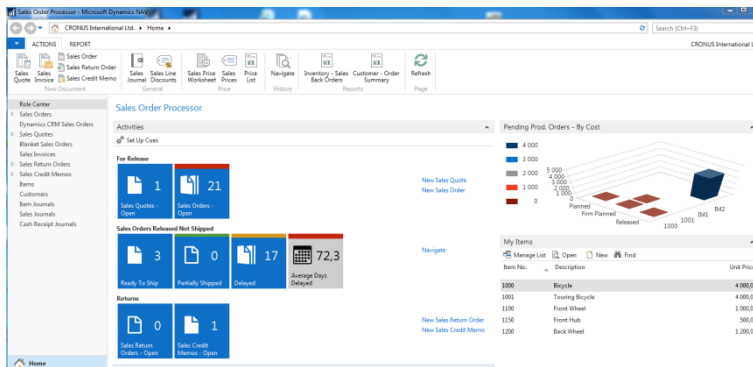 Sales Order Processor - Microsoft Dynamics NAV
CRONUS International Ltd. ▸ Home ▸
Search (Ctrl+F3)
ACTIONS REPORT
CRONUS International L
Sales Quote
Sales Invoice
Sales Order
Sales Return Order
Sales Credit Memo
New Document
Sales Journal
Sales Line Discounts
General
Sales Price Worksheet
Sales Prices
Price List
Price
Navigate
History
Inventory - Sales Back Orders
Customer - Order Summary
Reports
Refresh
Page
Role Center
Sales Orders
Dynamics CRM Sales Orders
Sales Quotes
Blanket Sales Orders
Sales Invoices
Sales Return Orders
Sales Credit Memos
Items
Customers
Item Journals
Sales Journals
Cash Receipt Journals
Home
Sales Order Processor
Activities
Set Up Cues
For Release
1
Sales Quotes - Open
21
Sales Orders - Open
New Sales Quote
New Sales Order
Sales Orders Released Not Shipped
3
Ready To Ship
0
Partially Shipped
17
Delayed
72,3
Average Days Delayed
Navigate
Returns
0
Sales Return Orders - Open
1
Sales Credit Memos - Open
New Sales Return Order
New Sales Credit Memo
Pending Prod. Orders - By Cost
4 000
3 000
2 000
1 000
0
5 000
4 000
3 000
2 000
1 000
0
Planned
Firm Planned
Released
1000
1001
IM1
IM2
My Items
Manage List Open New Find
Item No. Description Unit Pric
1000 Bicycle 4 000,0
1001 Touring Bicycle 4 000,0
1100 Front Wheel 1 000,0
1150 Front Hub 500,0
1200 Back Wheel 1 200,0